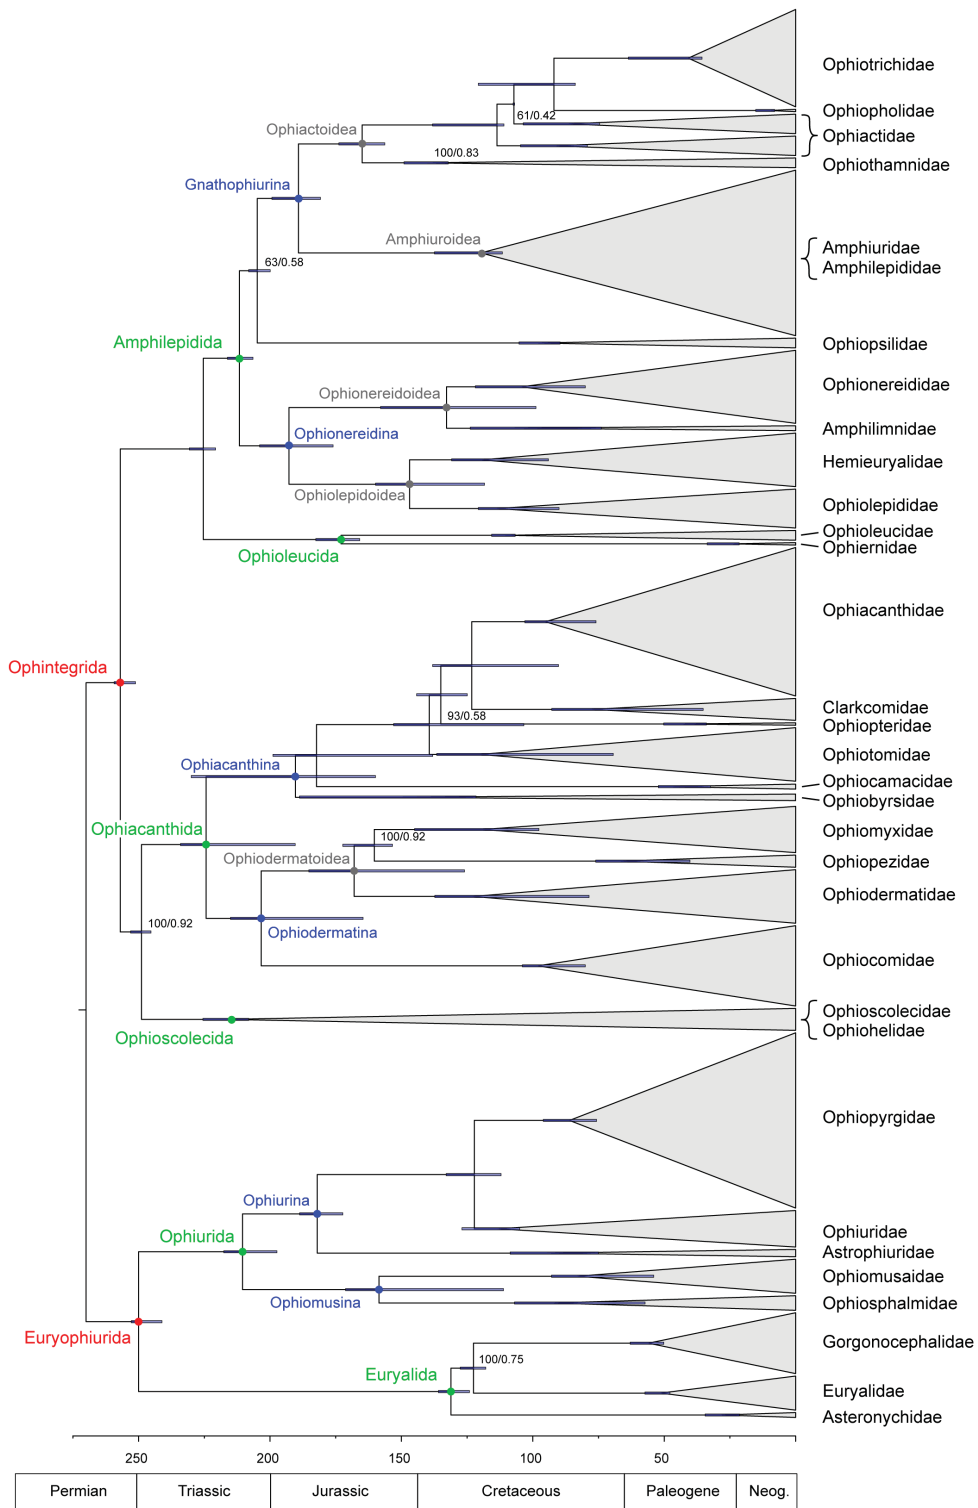 Ophiotrichidae
Ophiopholidae
61/0.42
Ophiactoidea
Ophiactidae
100/0.83
Ophiothamnidae
Gnathophiurina
Amphiuroidea
Amphiuridae
63/0.58
Amphilepididae
Amphilepidida
Ophiopsilidae
Ophionereidoidea
Ophionereididae
Ophionereidina
Amphilimnidae
Hemieuryalidae
Ophiolepidoidea
Ophiolepididae
Ophioleucidae
Ophioleucida
Ophiernidae
Ophiacanthidae
Ophintegrida
Clarkcomidae
93/0.58
Ophiopteridae
Ophiotomidae
Ophiacanthina
Ophiocamacidae
Ophiobyrsidae
Ophiacanthida
Ophiomyxidae
100/0.92
Ophiodermatoidea
Ophiopezidae
Ophiodermatidae
100/0.92
Ophiodermatina
Ophiocomidae
Ophioscolecidae
Ophiohelidae
Ophioscolecida
Ophiopyrgidae
Ophiurina
Ophiurida
Ophiuridae
Astrophiuridae
Ophiomusaidae
Ophiomusina
Ophiosphalmidae
Euryophiurida
Gorgonocephalidae
100/0.75
Euryalida
Euryalidae
Asteronychidae
250 200 150 100 50
Permian Triassic Jurassic Cretaceous Paleogene Neog.